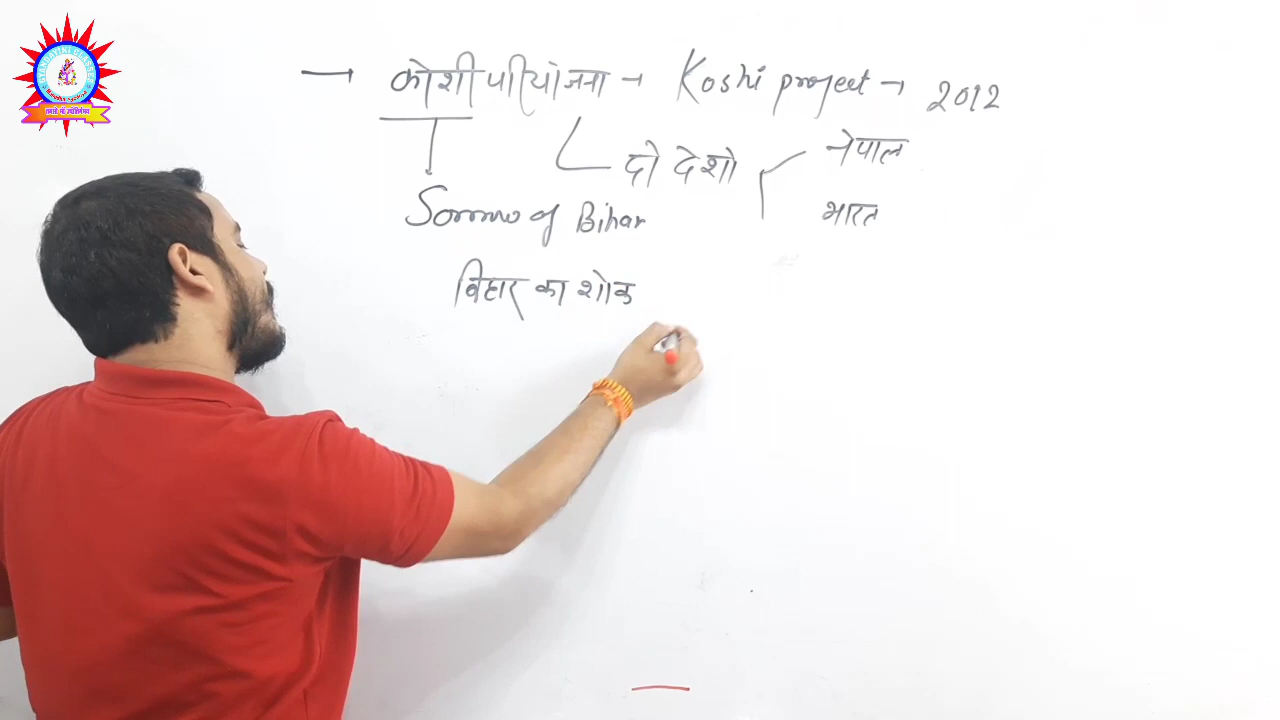 → कोशी परियोजना → Koshi project → 2012
दो देशो
नेपाल
भारत
Sorrow of Bihar
बिहार का शोक